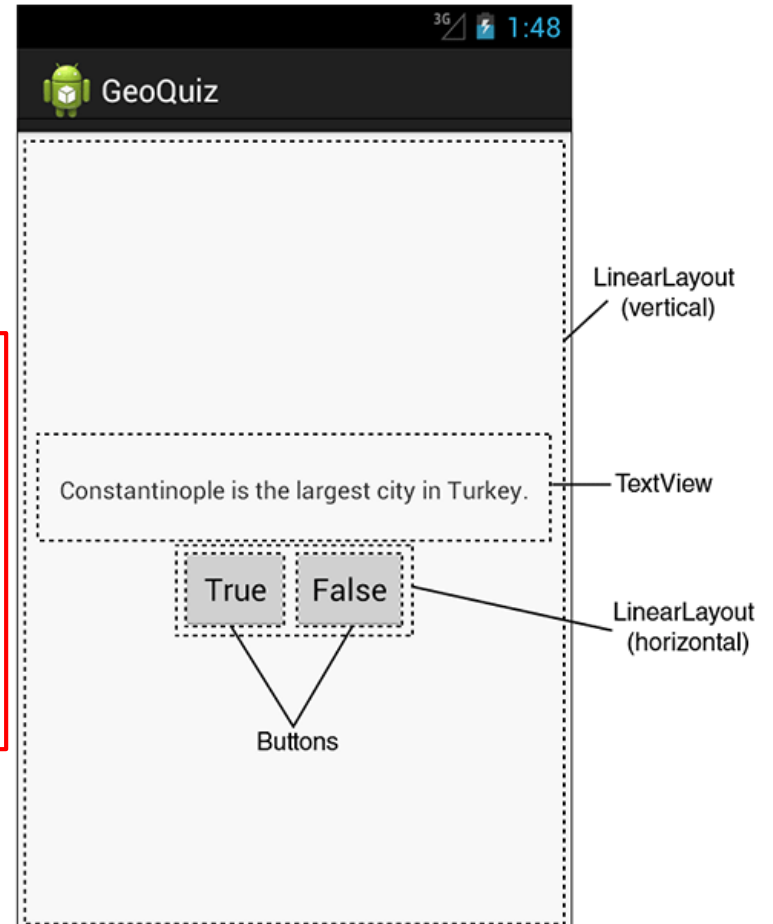 3G 1:48
GeoQuiz
LinearLayout
(vertical)
Constantinople is the largest city in Turkey.
TextView
True False
LinearLayout
(horizontal)
Buttons